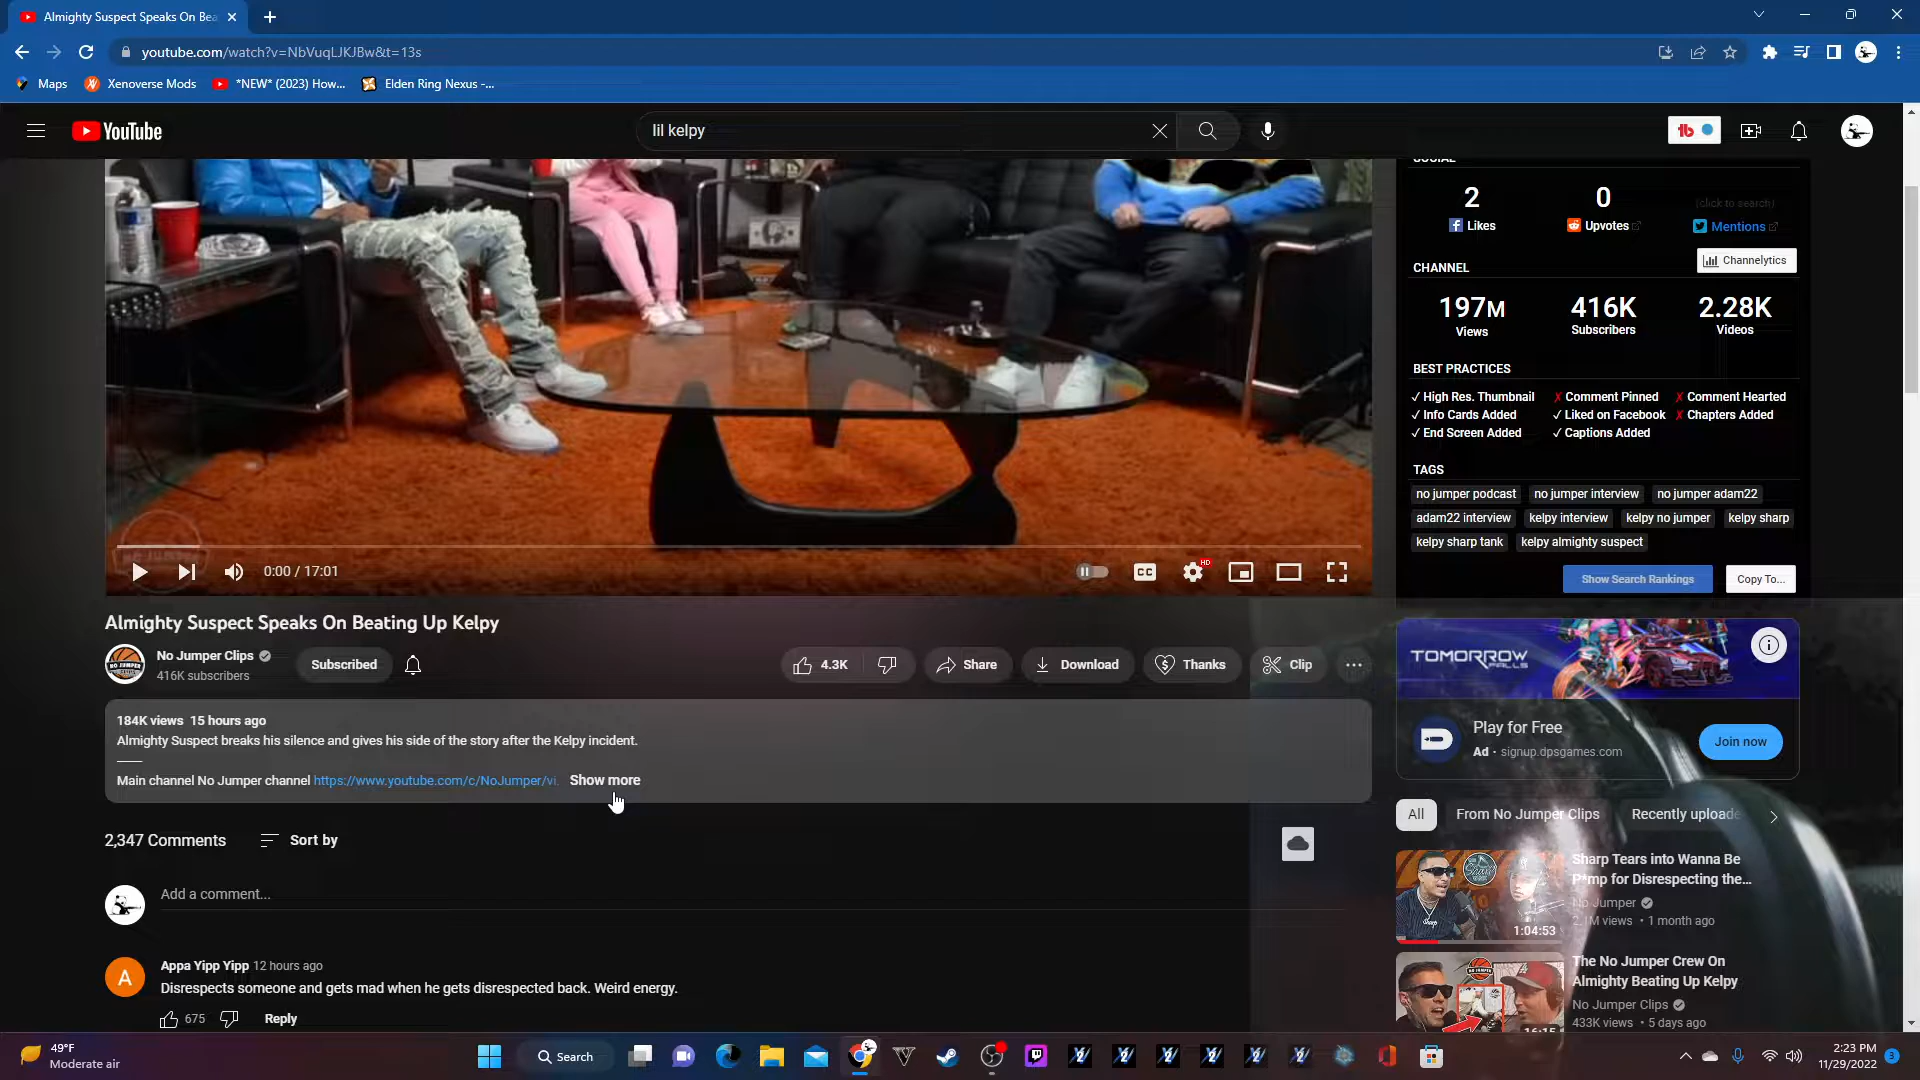 Almighty Suspect Speaks On Bea
youtube.com/watch?v=NbVuqLJKJBw&t=13s
Maps
Xenoverse Mods
*NEW* (2023) How...
Elden Ring Nexus -...
YouTube
lil kelpy
SOCIAL
2
0
(click to search)
Likes
Upvotes
Mentions
CHANNEL
Channelytics
197M
416K
2.28K
Views
Subscribers
Videos
BEST PRACTICES
✓ High Res. Thumbnail
✗ Comment Pinned
✗ Comment Hearted
✓ Info Cards Added
✓ Liked on Facebook
✗ Chapters Added
✓ End Screen Added
✓ Captions Added
TAGS
no jumper podcast
no jumper interview
no jumper adam22
adam22 interview
kelpy interview
kelpy no jumper
kelpy sharp
kelpy sharp tank
kelpy almighty suspect
Show Search Rankings
Copy To...
0:00 / 17:01
CC
HD
Almighty Suspect Speaks On Beating Up Kelpy
No Jumper Clips
416K subscribers
Subscribed
4.3K
Share
Download
Thanks
Clip
184K views 15 hours ago
Almighty Suspect breaks his silence and gives his side of the story after the Kelpy incident.
Main channel No Jumper channel https://www.youtube.com/c/NoJumper/vi. Show more
2,347 Comments
Sort by
Add a comment...
A
Appa Yipp Yipp 12 hours ago
Disrespects someone and gets mad when he gets disrespected back. Weird energy.
675
Reply
TOMORROW
FALLS
Play for Free
Ad · signup.dpsgames.com
Join now
All
From No Jumper Clips
Recently uploade
Sharp Tears into Wanna Be
P*mp for Disrespecting the...
No Jumper
2.1M views • 1 month ago
1:04:53
The No Jumper Crew On
Almighty Beating Up Kelpy
No Jumper Clips
433K views • 5 days ago
16:15
49°F
Moderate air
Search
2:23 PM
11/29/2022
3